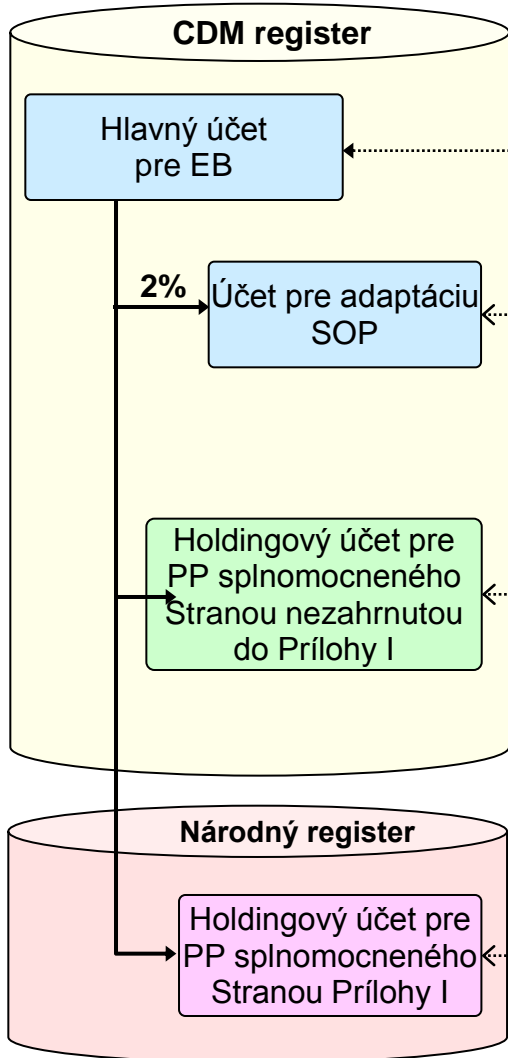 CDM register
Hlavný účet
pre EB
2%
Účet pre adaptáciu
SOP
Holdingový účet pre
PP splnomocneného
Stranou nezahrnutou
do Prílohy I
Národný register
Holdingový účet pre
PP splnomocneného
Stranou Prílohy I